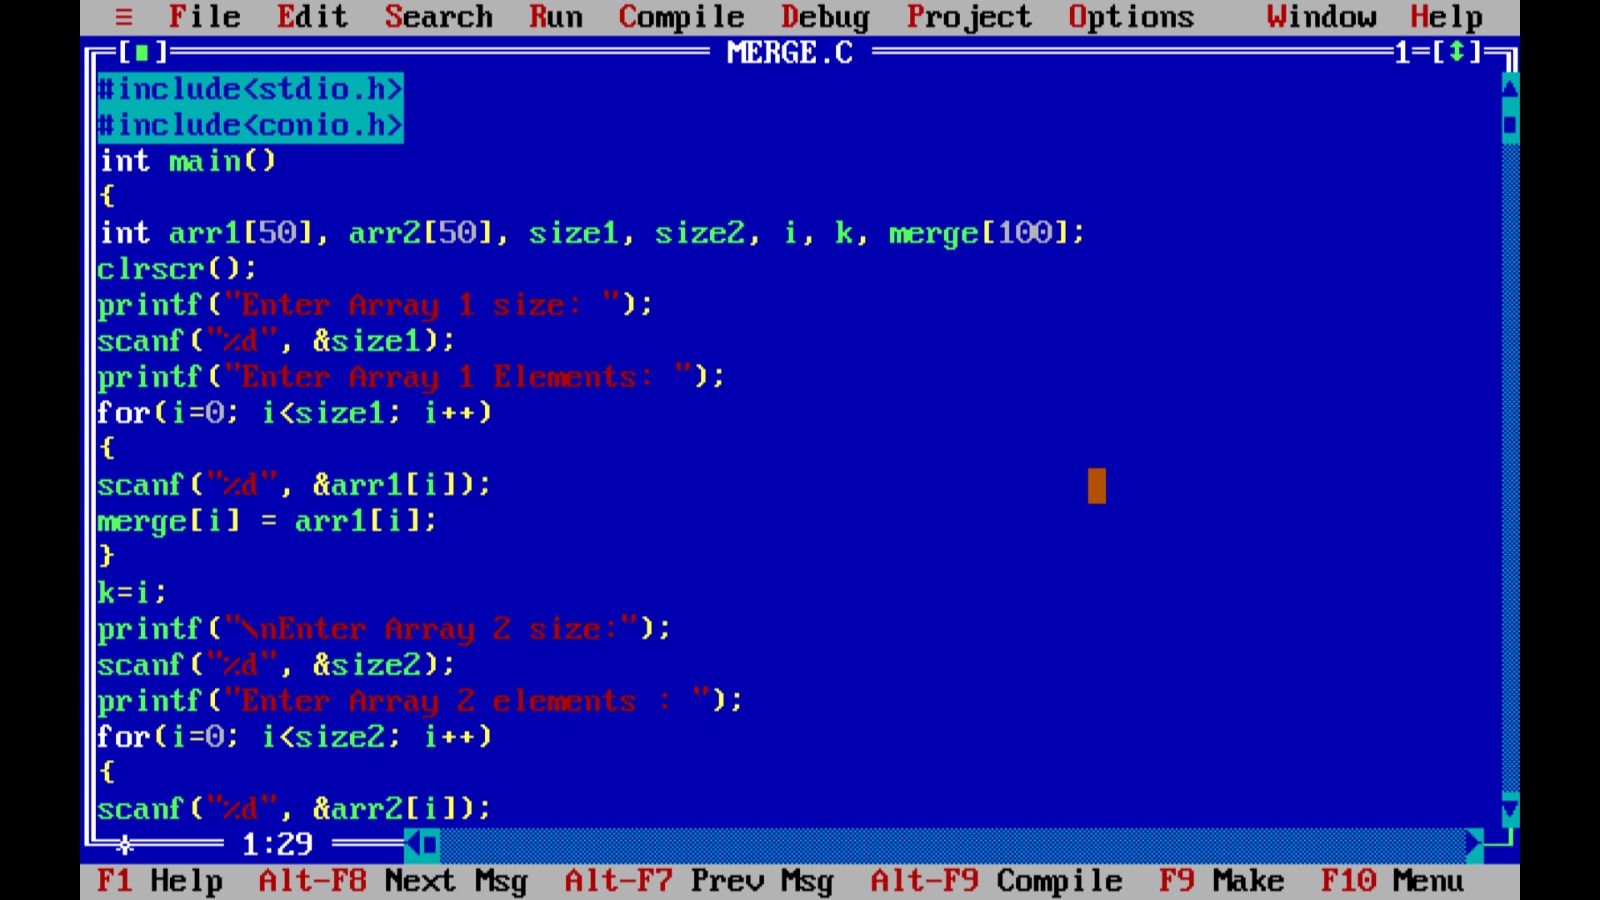 ≡ File Edit Search Run Compile Debug Project Options Window Help
[■] MERGE.C 1=[↕]
#include<stdio.h>
#include<conio.h>
int main()
{
int arr1[50], arr2[50], size1, size2, i, k, merge[100];
clrscr();
printf("Enter Array 1 size: ");
scanf("%d", &size1);
printf("Enter Array 1 Elements: ");
for(i=0; i<size1; i++)
{
scanf("%d", &arr1[i]);
merge[i] = arr1[i];
}
k=i;
printf("\nEnter Array 2 size:");
scanf("%d", &size2);
printf("Enter Array 2 elements : ");
for(i=0; i<size2; i++)
{
scanf("%d", &arr2[i]);
1:29
F1 Help Alt-F8 Next Msg Alt-F7 Prev Msg Alt-F9 Compile F9 Make F10 Menu